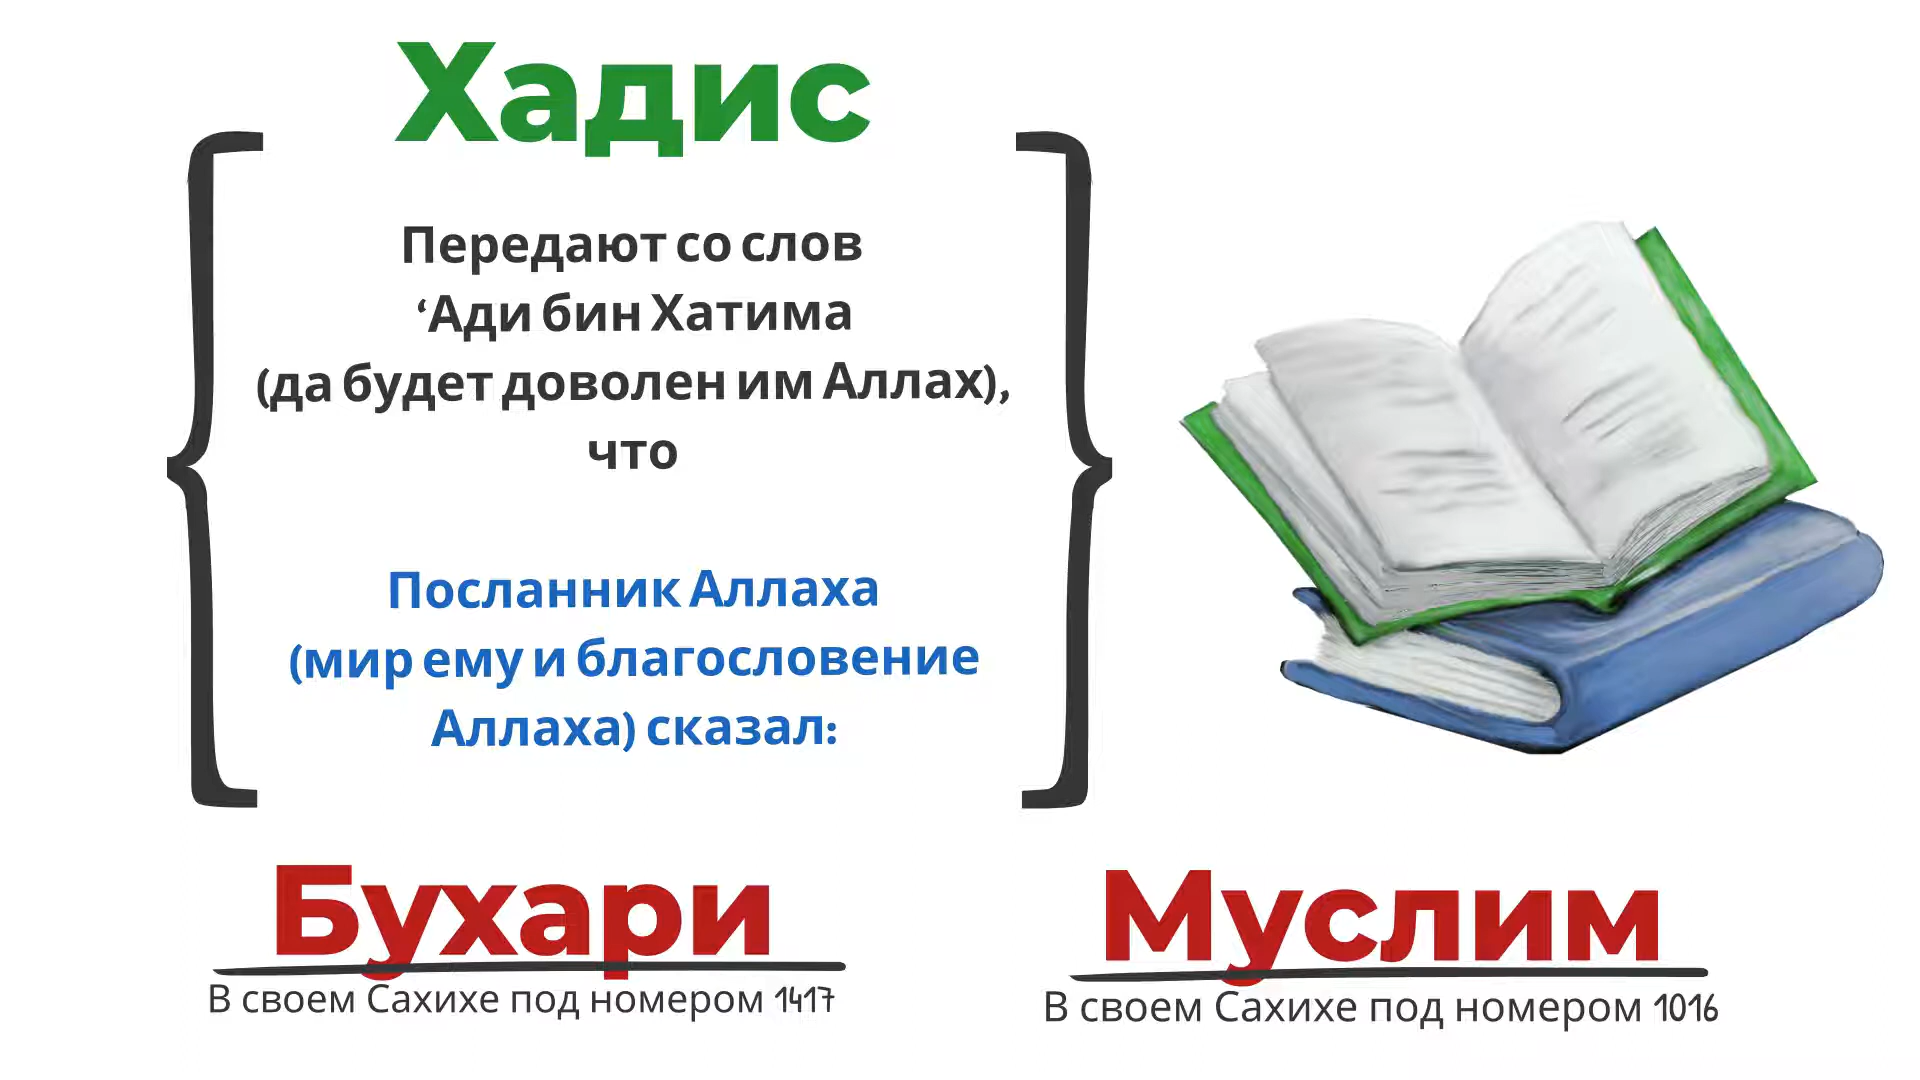 Хадис
Передают со слов
‘Ади бин Хатима
(да будет доволен им Аллах),
что
Посланник Аллаха
(мир ему и благословение
Аллаха) сказал:
Бухари
В своем Сахихе под номером 1417
Муслим
В своем Сахихе под номером 1016